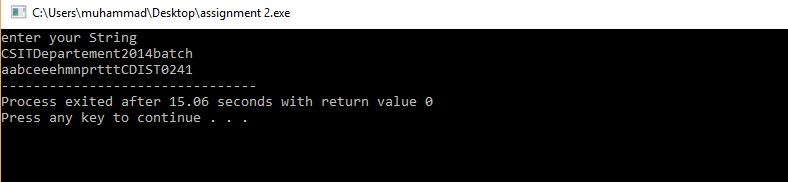 C:\Users\muhammad\Desktop\assignment 2.exe
enter your String
CSITDepartement2014batch
aabceeehmnprtttCDIST0241
--------------------------------
Process exited after 15.06 seconds with return value 0
Press any key to continue . . .